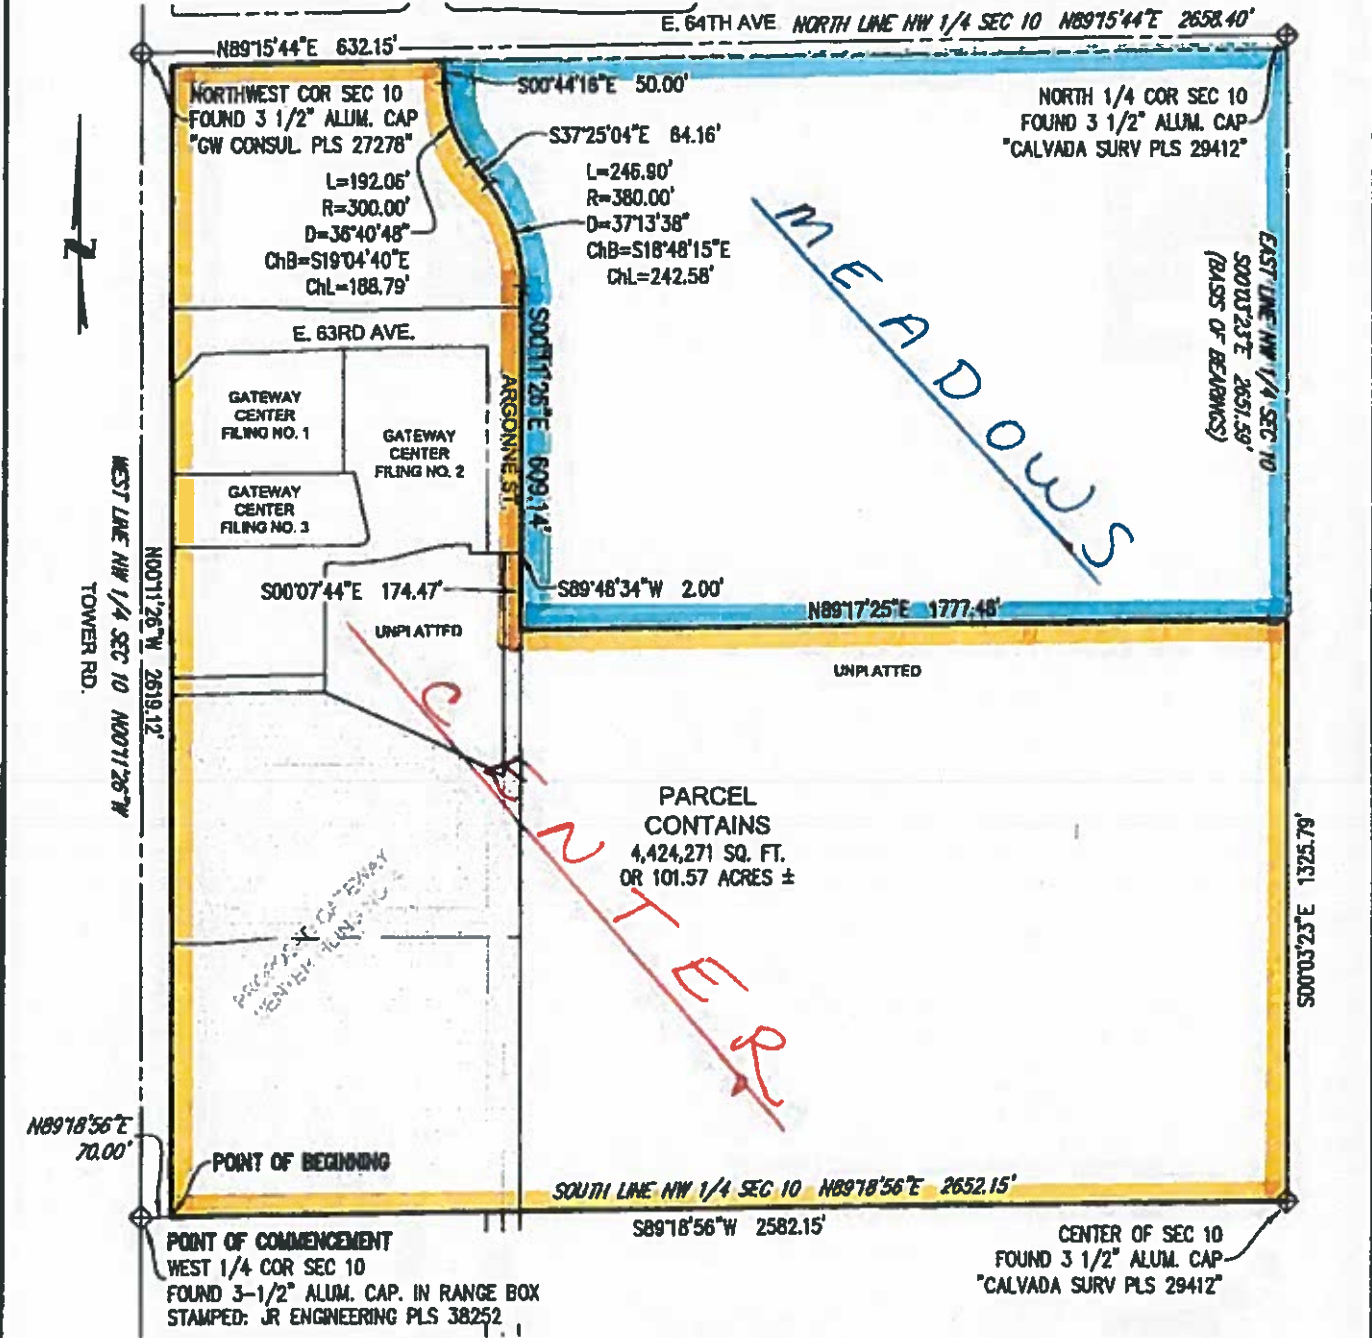 E. 64TH AVE. NORTH LINE NW 1/4 SEC 10 N89°15'44"E 2658.40'
N89°15'44"E 632.15'
NORTHWEST COR SEC 10
FOUND 3 1/2" ALUM. CAP
"GW CONSUL. PLS 27278"
S00°44'16"E 50.00'
S37°25'04"E 64.16'
NORTH 1/4 COR SEC 10
FOUND 3 1/2" ALUM. CAP
"CALVADA SURV PLS 29412"
L=192.06'
R=300.00'
D=36°40'48"
ChB=S19°04'40"E
ChL=188.79'
L=246.90'
R=380.00'
D=37°13'38"
ChB=S18°48'15"E
ChL=242.58'
MEADOWS
EAST LINE NW 1/4 SEC 10
S00°03'23"E 2651.59'
(BASIS OF BEARINGS)
N
E. 63RD AVE.
GATEWAY
CENTER
FILING NO. 1
GATEWAY
CENTER
FILING NO. 2
GATEWAY
CENTER
FILING NO. 3
ARGONNE ST.
S00°11'26"E 609.14'
S00°07'44"E 174.47'
S89°48'34"W 2.00'
N89°17'25"E 1777.48'
UNPLATTED
UNPLATTED
WEST LINE NW 1/4 SEC 10 N00°11'26"W
N00°11'26"W 2619.12'
TOWER RD.
CENTER
PARCEL
CONTAINS
4,424,271 SQ. FT.
OR 101.57 ACRES ±
S00°03'23"E 1325.79'
GATEWAY
N89°18'56"E
70.00'
POINT OF BEGINNING
SOUTH LINE NW 1/4 SEC 10 N89°18'56"E 2652.15'
S89°18'56"W 2582.15'
POINT OF COMMENCEMENT
WEST 1/4 COR SEC 10
FOUND 3-1/2" ALUM. CAP. IN RANGE BOX
STAMPED: JR ENGINEERING PLS 38252
CENTER OF SEC 10
FOUND 3 1/2" ALUM. CAP
"CALVADA SURV PLS 29412"